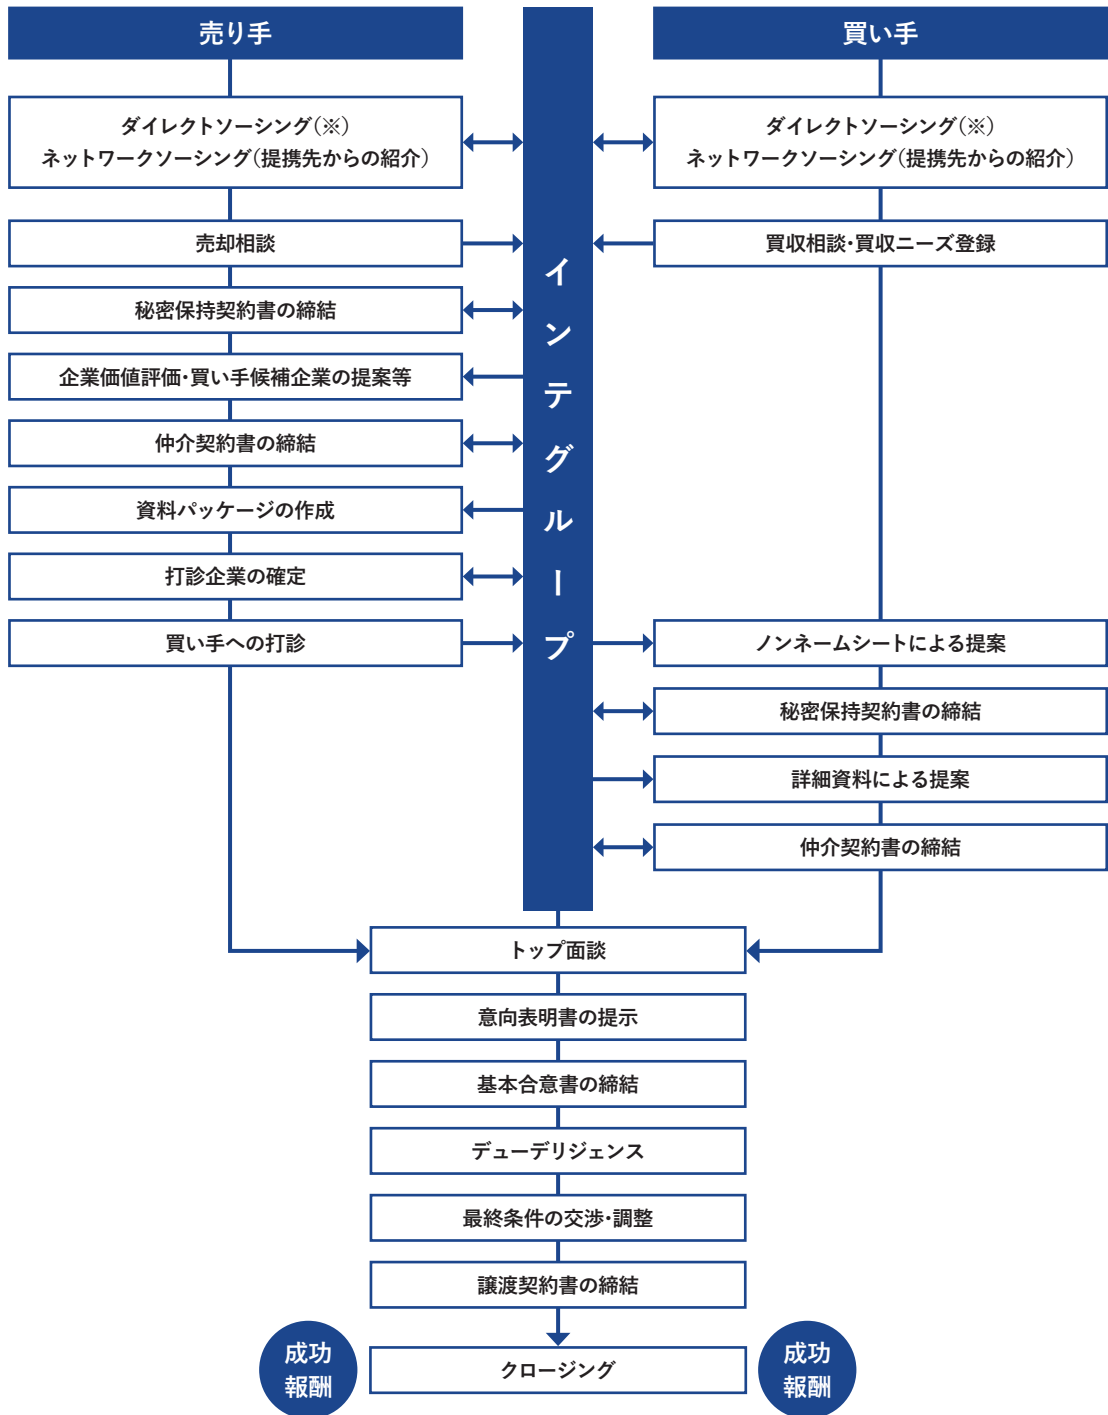 売り手
買い手
ダイレクトソーシング(※)
ネットワークソーシング(提携先からの紹介)
売却相談
秘密保持契約書の締結
企業価値評価・買い手候補企業の提案等
仲介契約書の締結
資料パッケージの作成
打診企業の確定
買い手への打診
インテグループ
ダイレクトソーシング(※)
ネットワークソーシング(提携先からの紹介)
買収相談・買収ニーズ登録
ノンネームシートによる提案
秘密保持契約書の締結
詳細資料による提案
仲介契約書の締結
トップ面談
意向表明書の提示
基本合意書の締結
デューデリジェンス
最終条件の交渉・調整
譲渡契約書の締結
成功
報酬
クロージング
成功
報酬